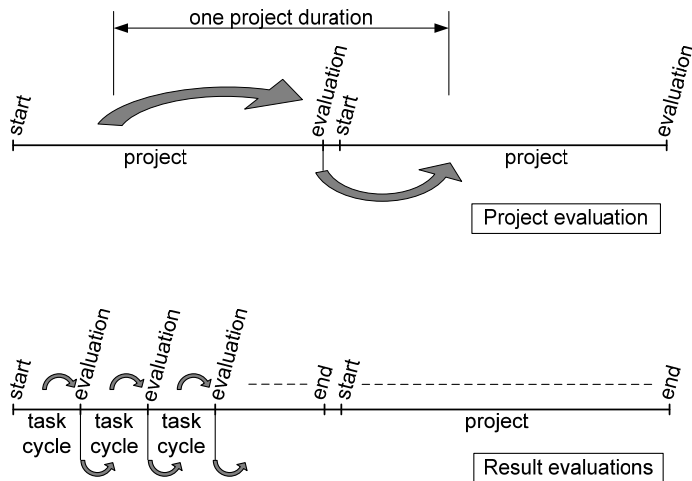 one project duration
start
evaluation
start
evaluation
project
project
Project evaluation
start
evaluation
evaluation
evaluation
end
start
end
task
cycle
task
cycle
task
cycle
project
Result evaluations